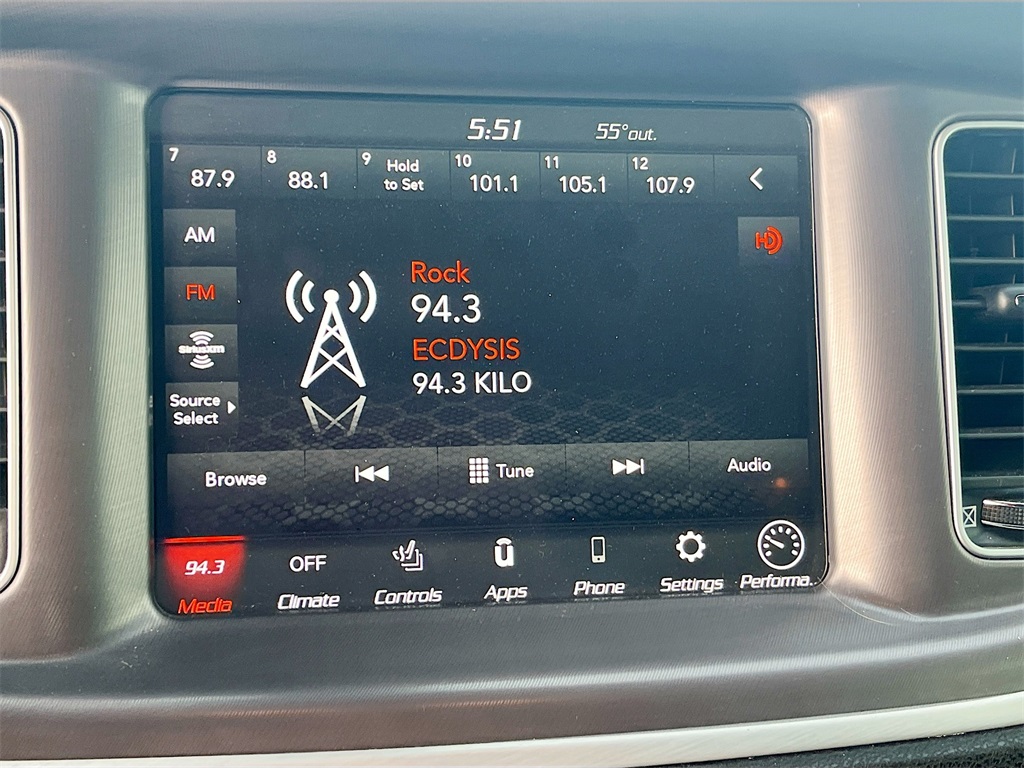 5:51 55° out.
7 87.9 8 88.1 9 Hold to Set 10 101.1 11 105.1 12 107.9
AM
FM
SiriusXM
Source
Select
HD
Rock
94.3
ECDYSIS
94.3 KILO
Browse Tune Audio
94.3 OFF
Media Climate Controls Apps Phone Settings Performa..